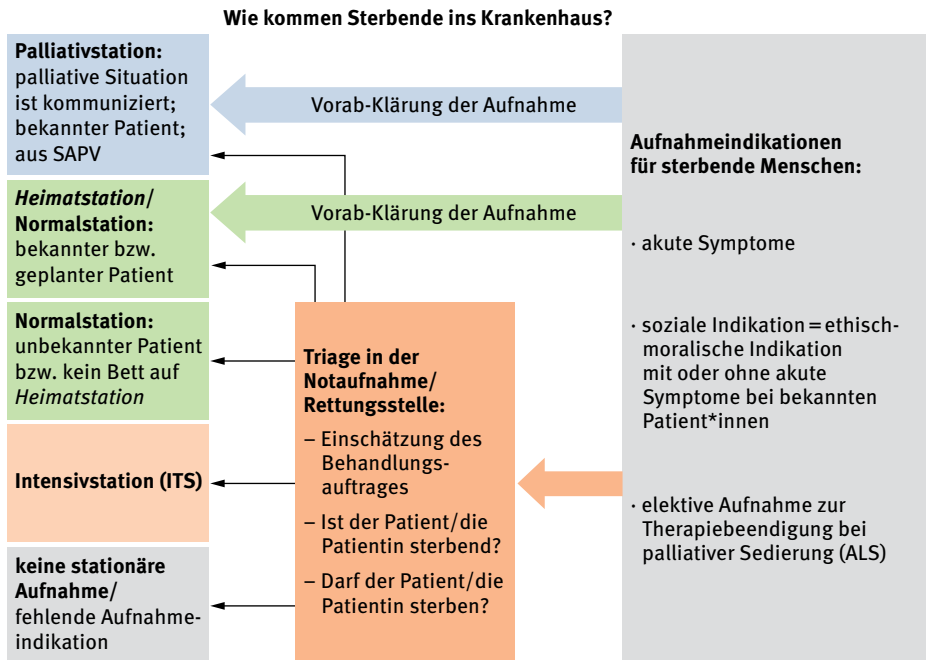 Wie kommen Sterbende ins Krankenhaus?
Palliativstation:
palliative Situation
ist kommuniziert;
bekannter Patient;
aus SAPV
Vorab-Klärung der Aufnahme
Heimatstation/
Normalstation:
bekannter bzw.
geplanter Patient
Vorab-Klärung der Aufnahme
Normalstation:
unbekannter Patient
bzw. kein Bett auf
Heimatstation
Intensivstation (ITS)
keine stationäre
Aufnahme/
fehlende Aufnahme-
indikation
Triage in der
Notaufnahme/
Rettungsstelle:
– Einschätzung des
Behandlungs-
auftrages
– Ist der Patient/die
Patientin sterbend?
– Darf der Patient/die
Patientin sterben?
Aufnahmeindikationen
für sterbende Menschen:
· akute Symptome
· soziale Indikation = ethisch-
moralische Indikation
mit oder ohne akute
Symptome bei bekannten
Patient*innen
· elektive Aufnahme zur
Therapiebeendigung bei
palliativer Sedierung (ALS)